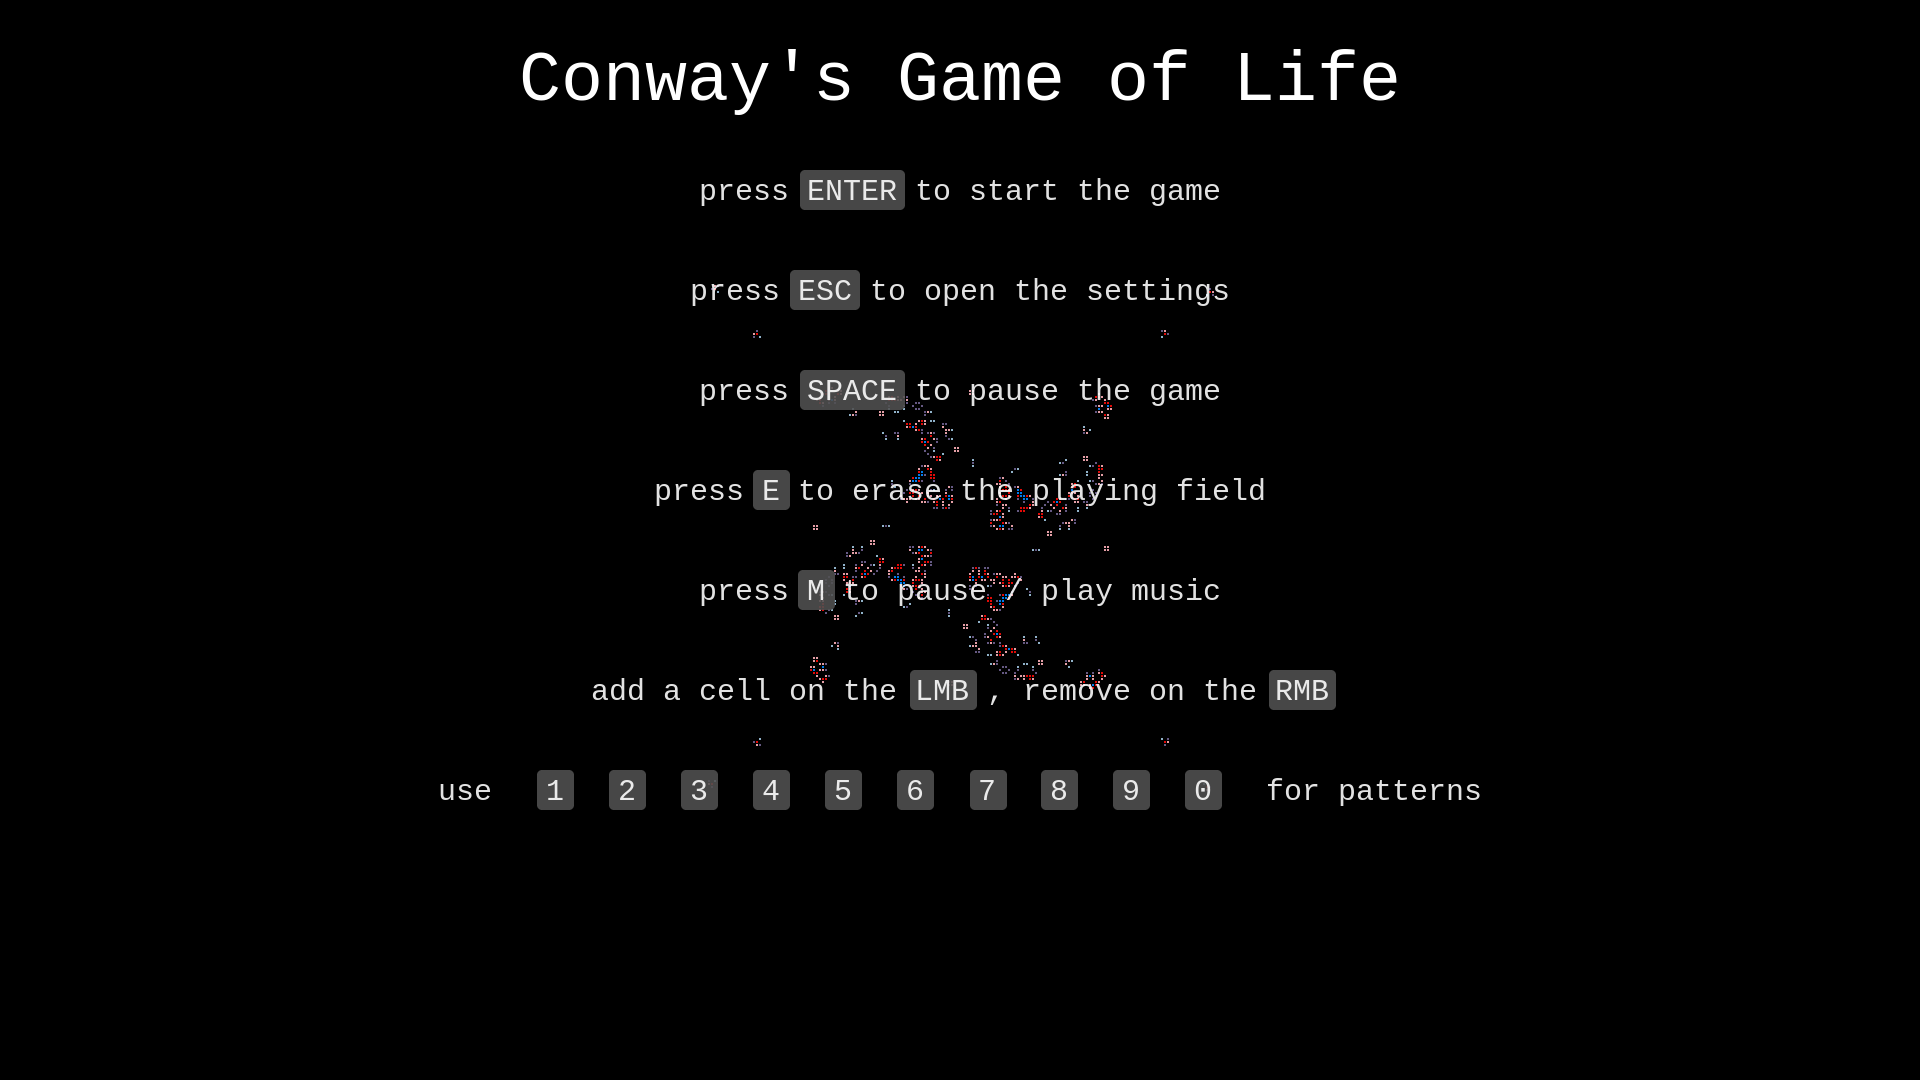 Conway's Game of Life
press ENTER to start the game
press ESC to open the settings
press SPACE to pause the game
press E to erase the playing field
press M to pause / play music
add a cell on the LMB , remove on the RMB
use 1 2 3 4 5 6 7 8 9 0 for patterns